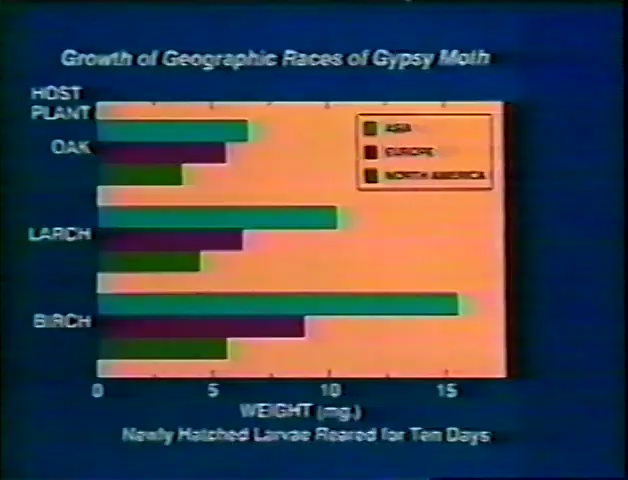 Growth of Geographic Races of Gypsy Moth
HOST
PLANT
OAK
LARCH
BIRCH
ASIA
EUROPE
NORTH AMERICA
0 5 10 15
WEIGHT (mg.)
Newly Hatched Larvae Reared for Ten Days